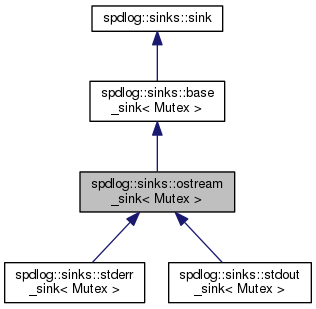 spdlog::sinks::sink
spdlog::sinks::base
_sink< Mutex >
spdlog::sinks::ostream
_sink< Mutex >
spdlog::sinks::stderr
_sink< Mutex >
spdlog::sinks::stdout
_sink< Mutex >